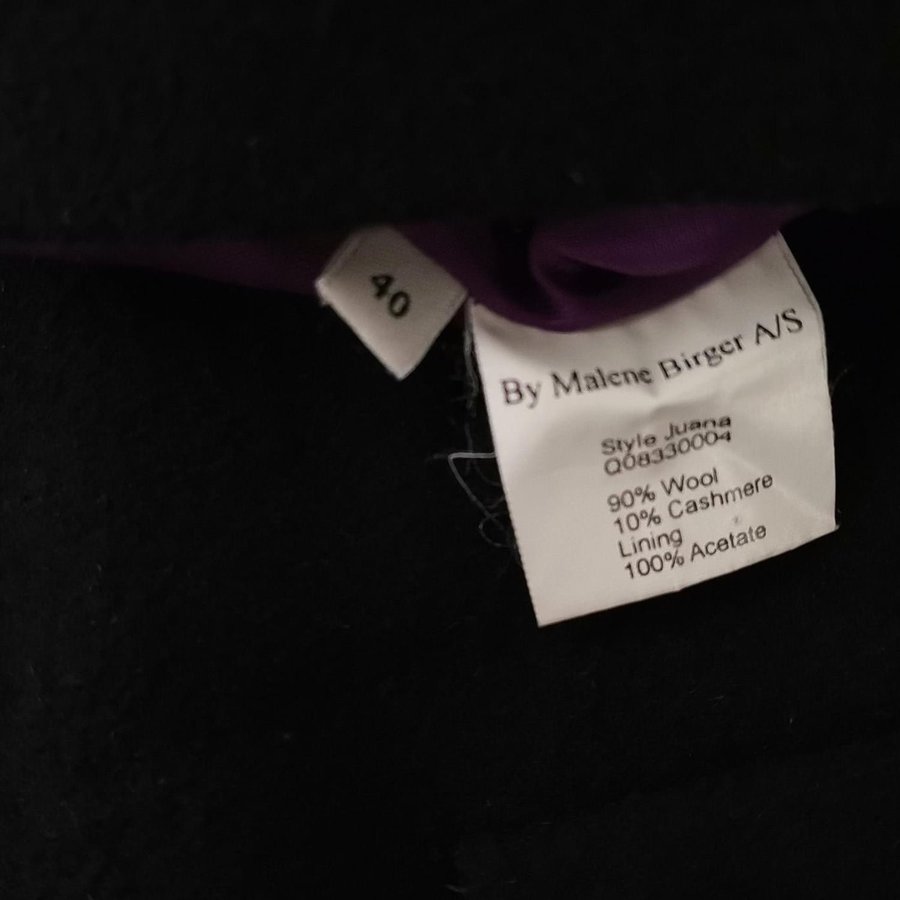 40
By Malene Birger A/S
Style Juana
Q08330004
90% Wool
10% Cashmere
Lining
100% Acetate